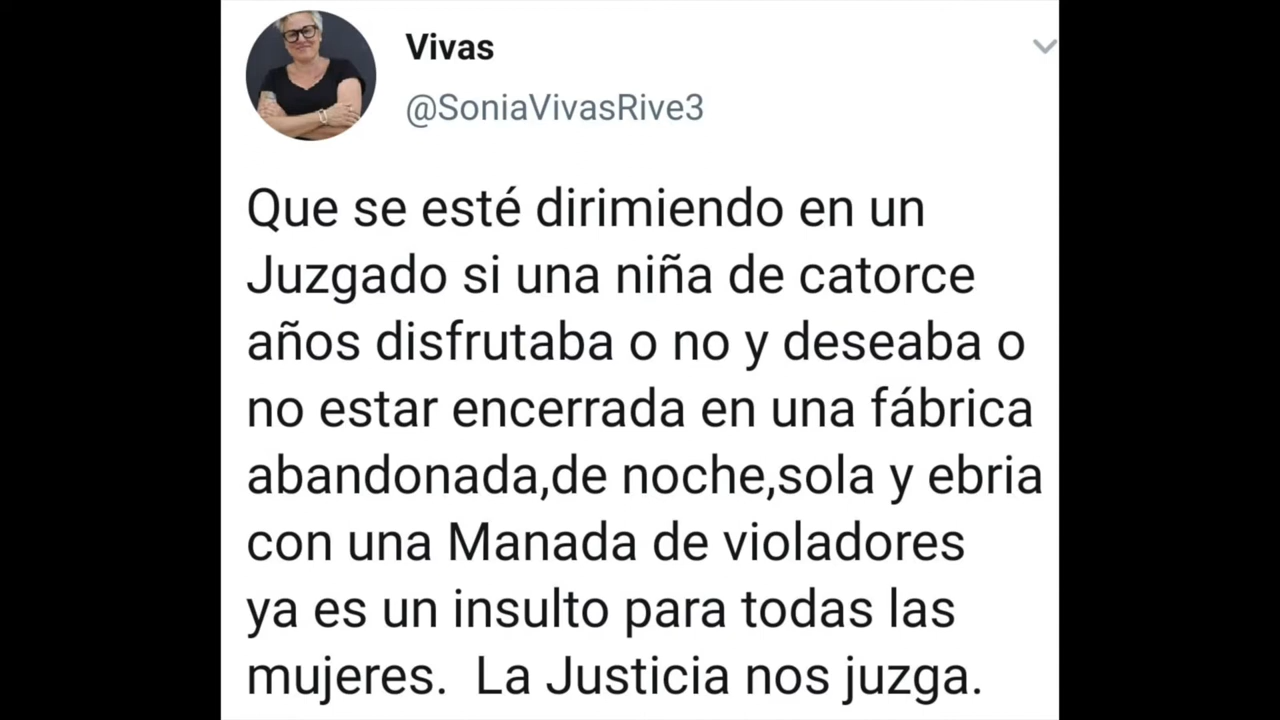 Vivas
@SoniaVivasRive3
Que se esté dirimiendo en un
Juzgado si una niña de catorce
años disfrutaba o no y deseaba o
no estar encerrada en una fábrica
abandonada,de noche,sola y ebria
con una Manada de violadores
ya es un insulto para todas las
mujeres.  La Justicia nos juzga.